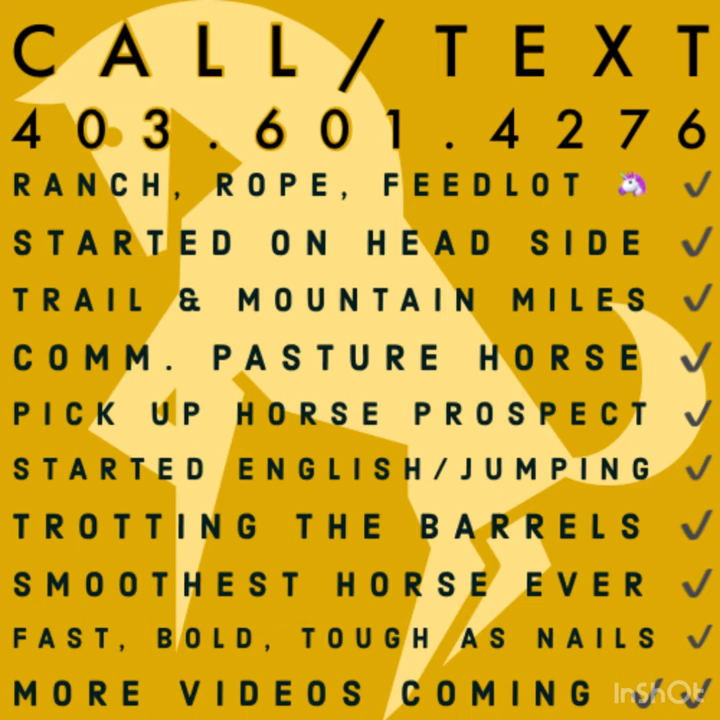 CALL/TEXT
403.601.4276
RANCH, ROPE, FEEDLOT 🦄 ✔
STARTED ON HEAD SIDE ✔
TRAIL & MOUNTAIN MILES ✔
COMM. PASTURE HORSE ✔
PICK UP HORSE PROSPECT ✔
STARTED ENGLISH/JUMPING ✔
TROTTING THE BARRELS ✔
SMOOTHEST HORSE EVER ✔
FAST, BOLD, TOUGH AS NAILS ✔
MORE VIDEOS COMING ✔✔
InShOt